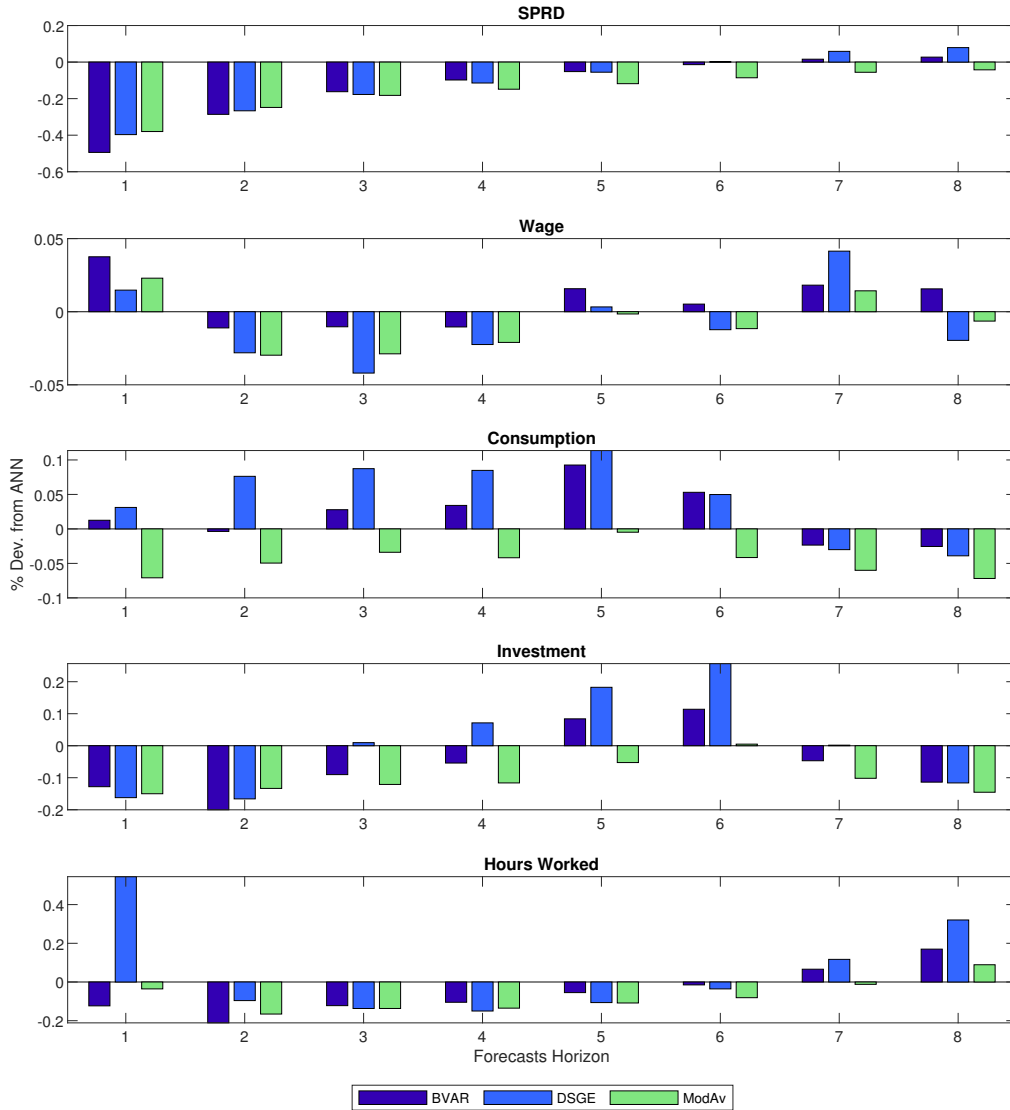 SPRD
0.2
0
-0.2
-0.4
-0.6
1 2 3 4 5 6 7 8
Wage
0.05
0
-0.05
1 2 3 4 5 6 7 8
Consumption
0.1
0.05
0
-0.05
-0.1
1 2 3 4 5 6 7 8
% Dev. from ANN
Investment
0.2
0.1
0
-0.1
-0.2
1 2 3 4 5 6 7 8
Hours Worked
0.4
0.2
0
-0.2
1 2 3 4 5 6 7 8
Forecasts Horizon
BVAR DSGE ModAv